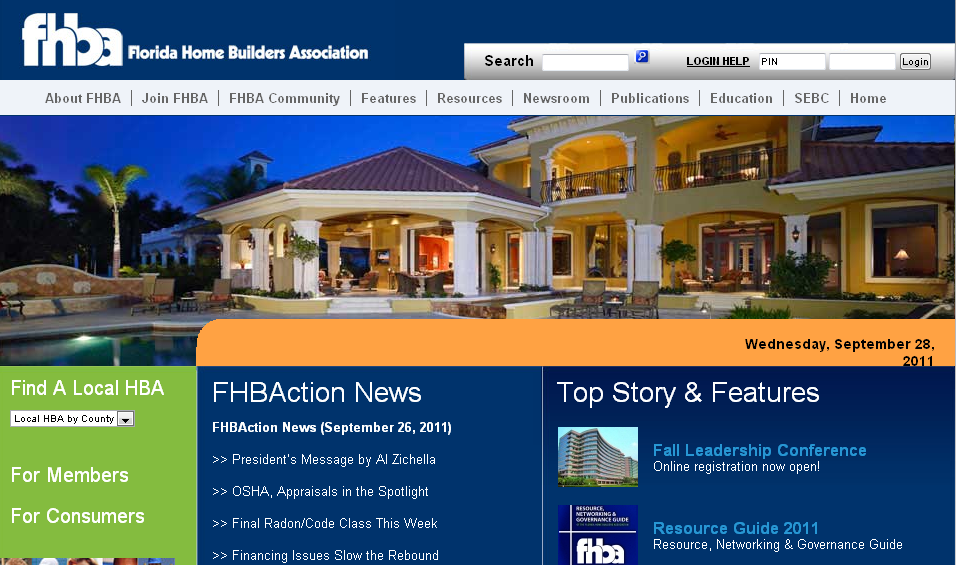 fhba Florida Home Builders Association
Search
LOGIN HELP PIN Login
About FHBA Join FHBA FHBA Community Features Resources Newsroom Publications Education SEBC Home
Wednesday, September 28,
2011
Find A Local HBA
Local HBA by County
For Members
For Consumers
FHBAction News
FHBAction News (September 26, 2011)
>> President's Message by Al Zichella
>> OSHA, Appraisals in the Spotlight
>> Final Radon/Code Class This Week
>> Financing Issues Slow the Rebound
Top Story & Features
Fall Leadership Conference
Online registration now open!
RESOURCE,
NETWORKING &
GOVERNANCE GUIDE
fhba
Resource Guide 2011
Resource, Networking & Governance Guide